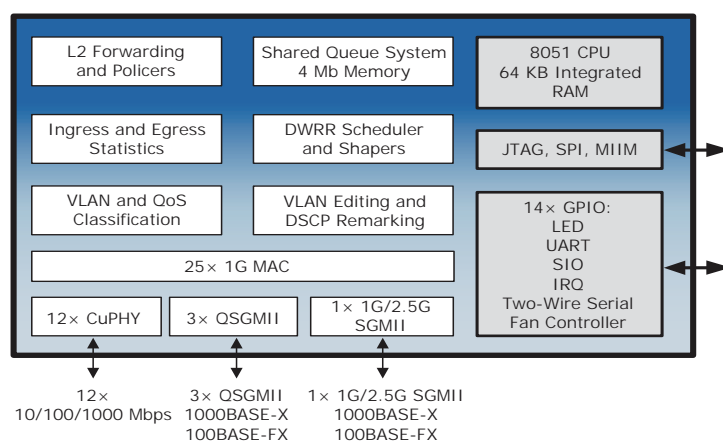 L2 Forwarding
and Policers
Shared Queue System
4 Mb Memory
8051 CPU
64 KB Integrated
RAM
Ingress and Egress
Statistics
DWRR Scheduler
and Shapers
JTAG, SPI, MIIM
VLAN and QoS
Classification
VLAN Editing and
DSCP Remarking
14× GPIO:
LED
UART
SIO
IRQ
Two-Wire Serial
Fan Controller
25× 1G MAC
12× CuPHY
3× QSGMII
1× 1G/2.5G
SGMII
12×
10/100/1000 Mbps
3× QSGMII
1000BASE-X
100BASE-FX
1× 1G/2.5G SGMII
1000BASE-X
100BASE-FX